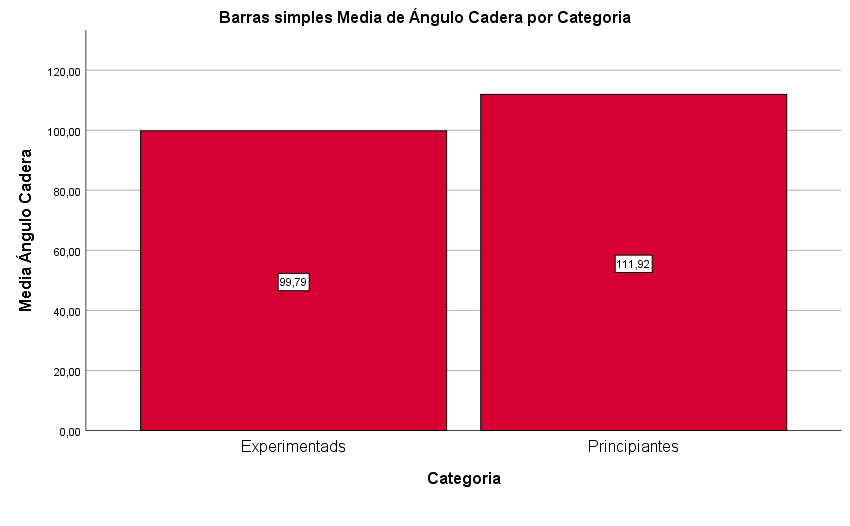 Barras simples Media de Ángulo Cadera por Categoria
120,00
100,00
80,00
60,00
40,00
20,00
0,00
Media Ángulo Cadera
99,79
111,92
Experimentads
Principiantes
Categoria